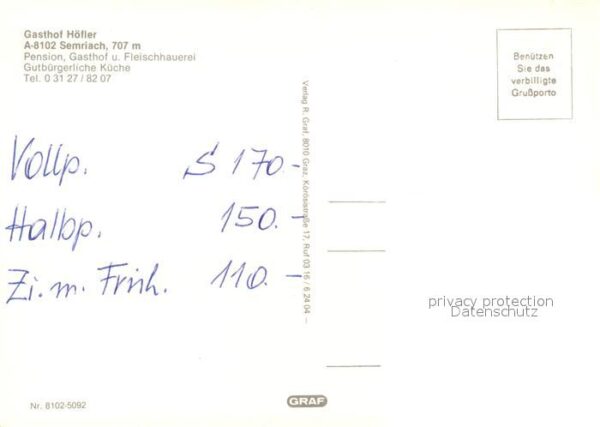 Gasthof Höfler
A-8102 Semriach, 707 m
Pension, Gasthof u. Fleischhauerei
Gutbürgerliche Küche
Tel. 0 31 27 / 82 07
Benützen
Sie das
verbilligte
Grußporto
Vollp. S 170.-
Halbp. 150.-
Zi. m. Früh. 110.-
Verlag R. Graf, 8010 Graz, Körösistraße 17, Ruf 03 16 / 6 24 04 –
privacy protection
Datenschutz
Nr. 8102-5092
GRAF